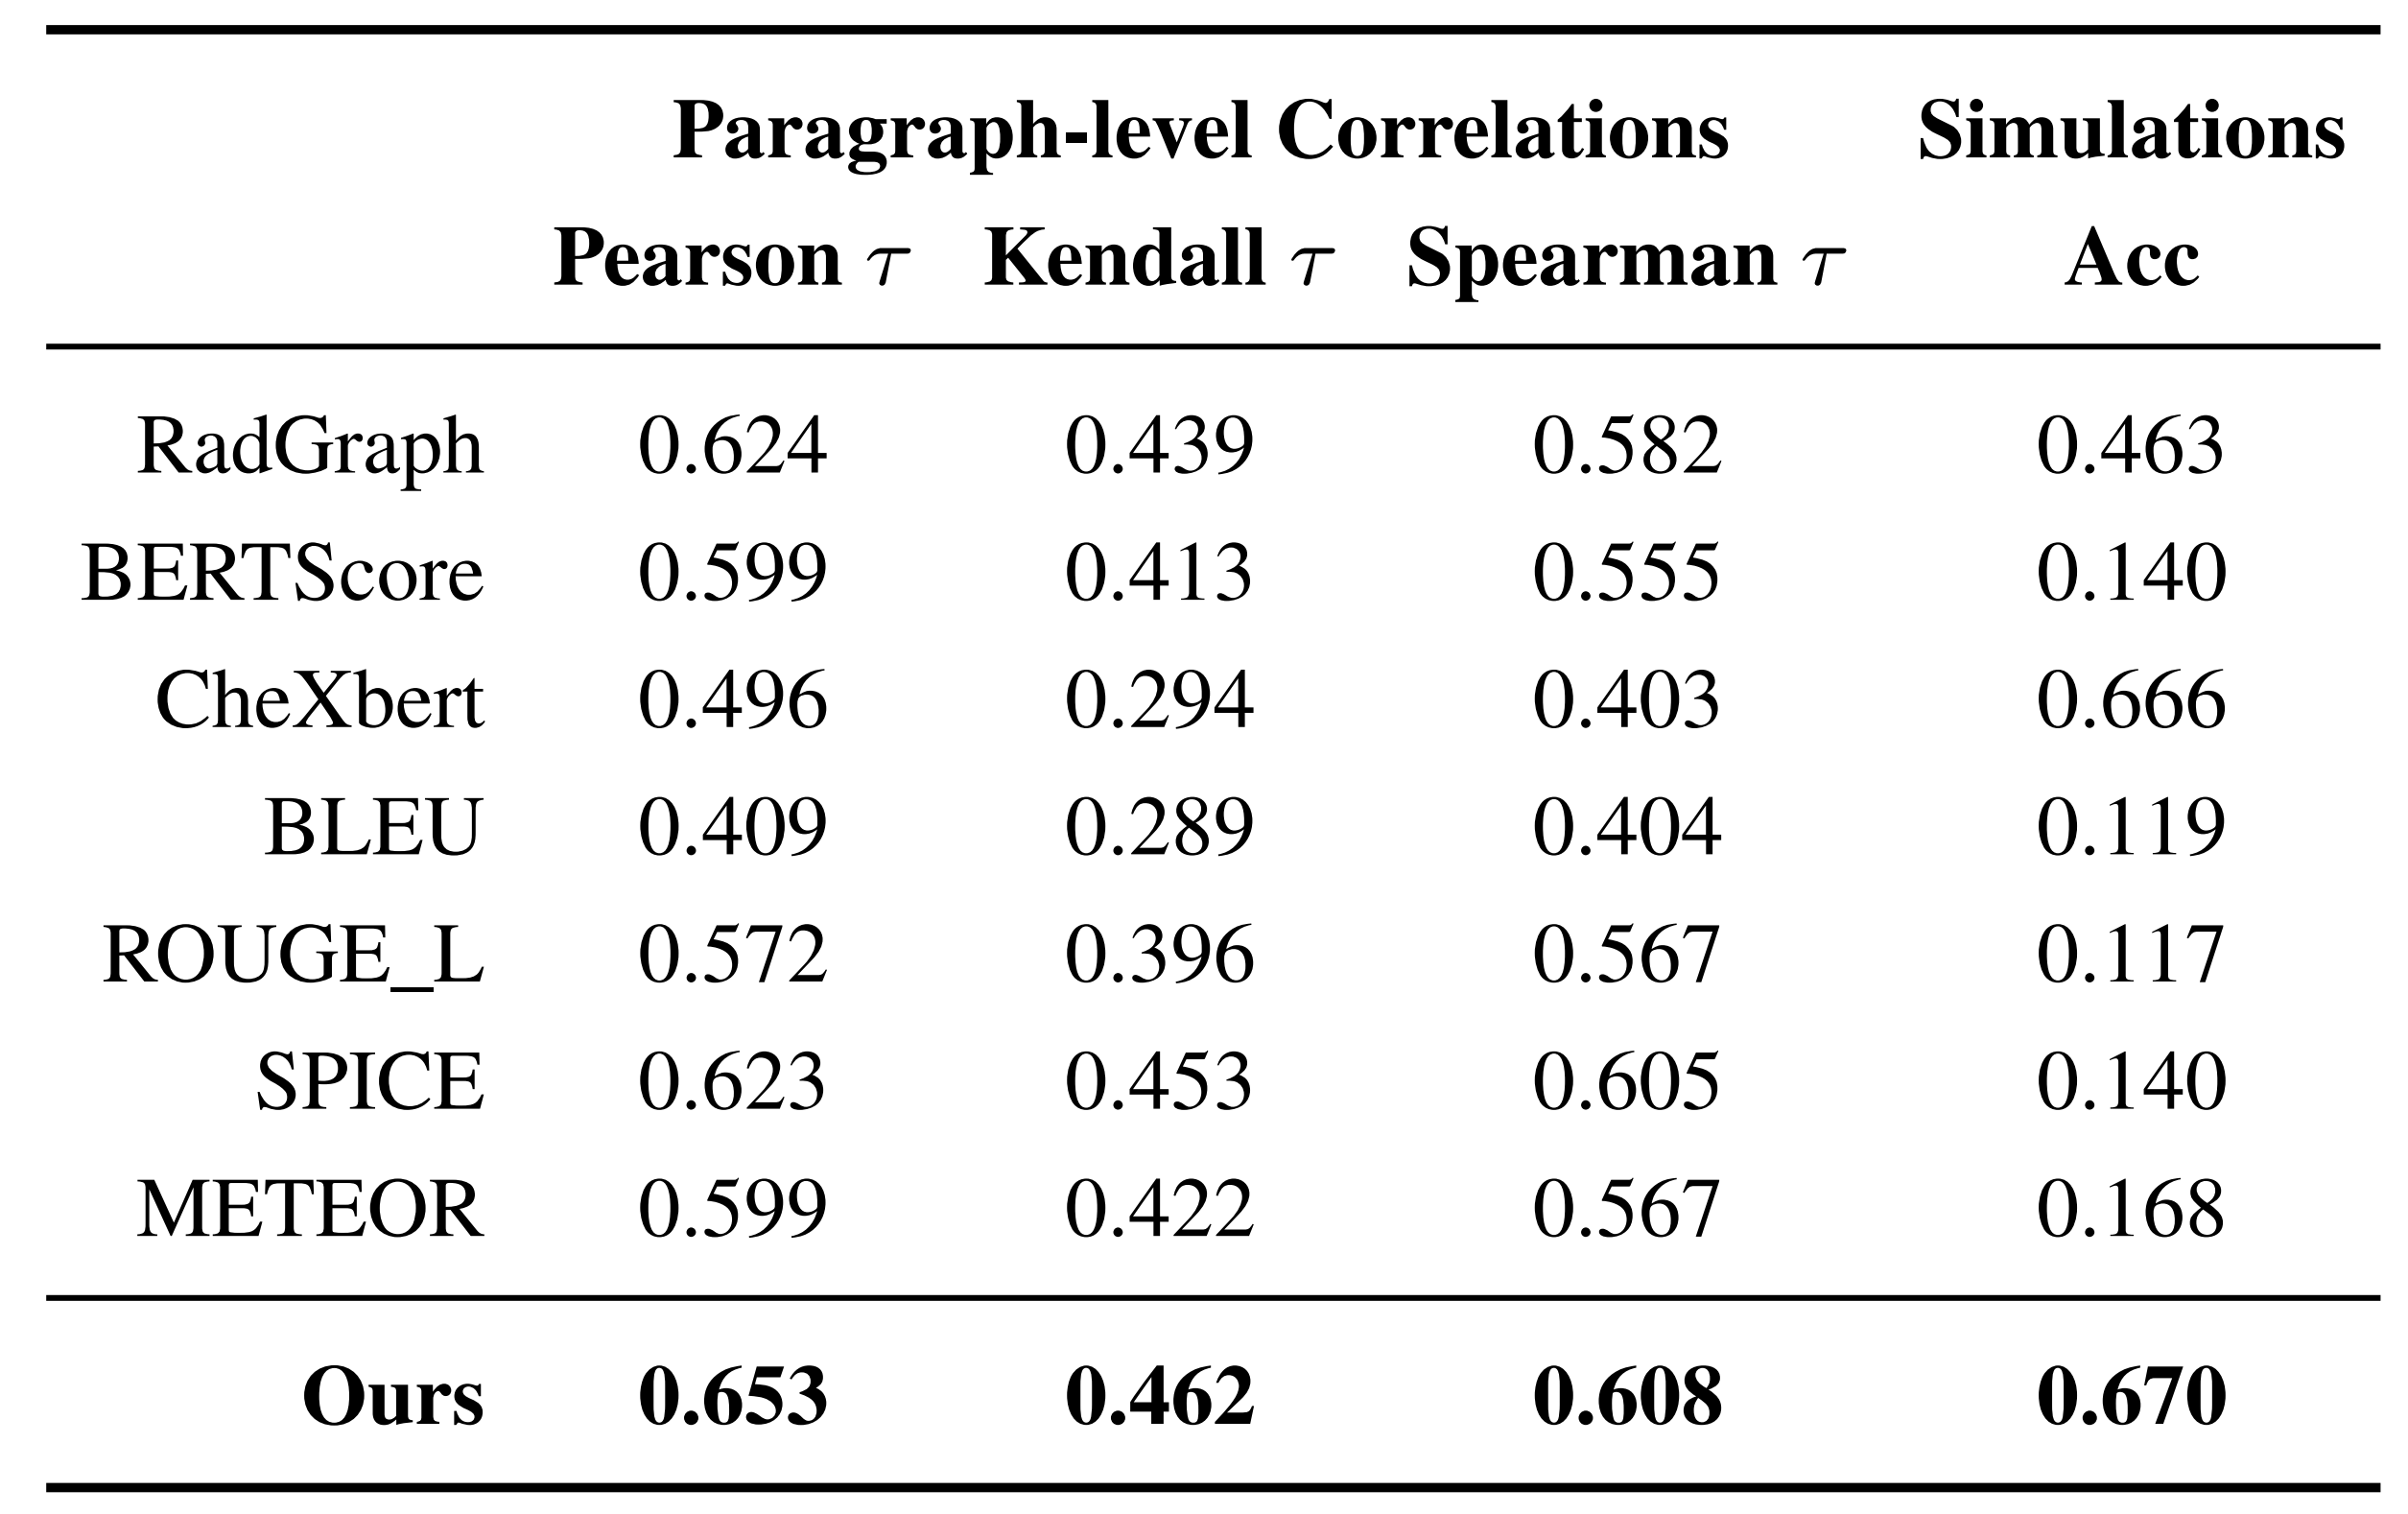 Paragraph-level Correlations Simulations
Pearson τ Kendall τ Spearman τ Acc
RadGraph 0.624 0.439 0.582 0.463
BERTScore 0.599 0.413 0.555 0.140
CheXbert 0.496 0.294 0.403 0.666
BLEU 0.409 0.289 0.404 0.119
ROUGE_L 0.572 0.396 0.567 0.117
SPICE 0.623 0.453 0.605 0.140
METEOR 0.599 0.422 0.567 0.168
Ours 0.653 0.462 0.608 0.670